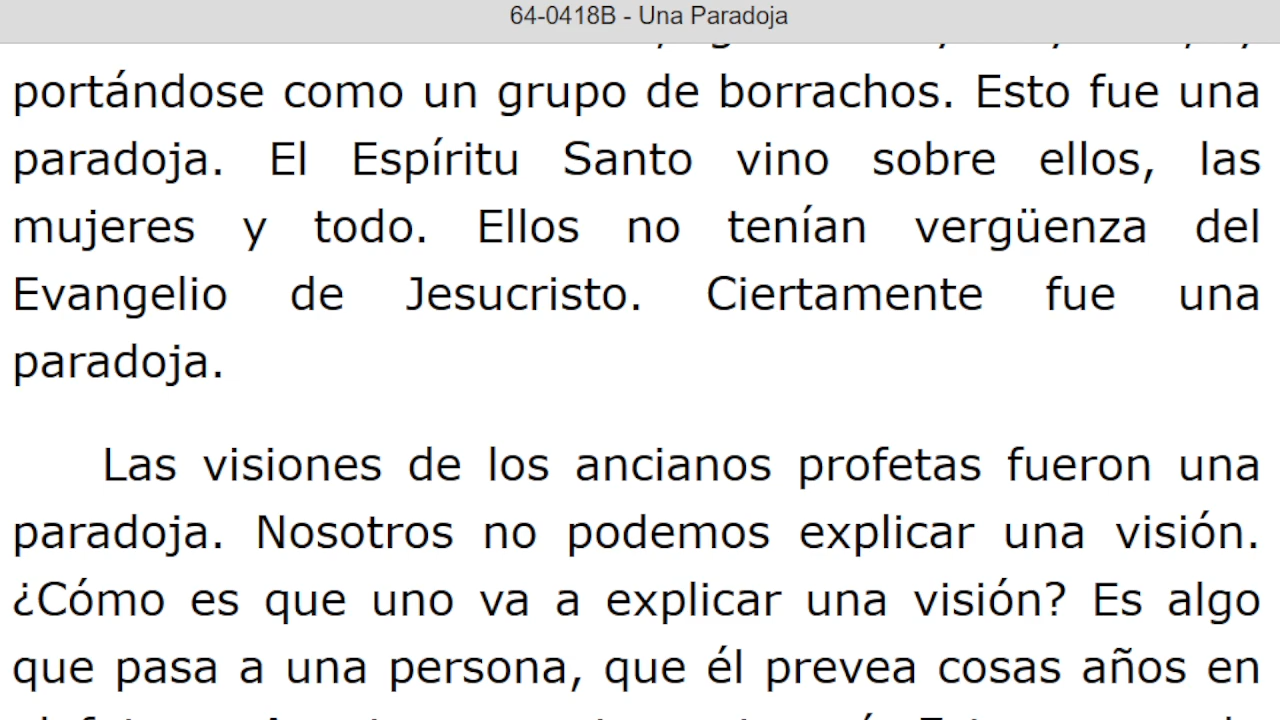 64-0418B - Una Paradoja
portándose como un grupo de borrachos. Esto fue una
paradoja. El Espíritu Santo vino sobre ellos, las
mujeres y todo. Ellos no tenían vergüenza del
Evangelio de Jesucristo. Ciertamente fue una
paradoja.
Las visiones de los ancianos profetas fueron una
paradoja. Nosotros no podemos explicar una visión.
¿Cómo es que uno va a explicar una visión? Es algo
que pasa a una persona, que él prevea cosas años en